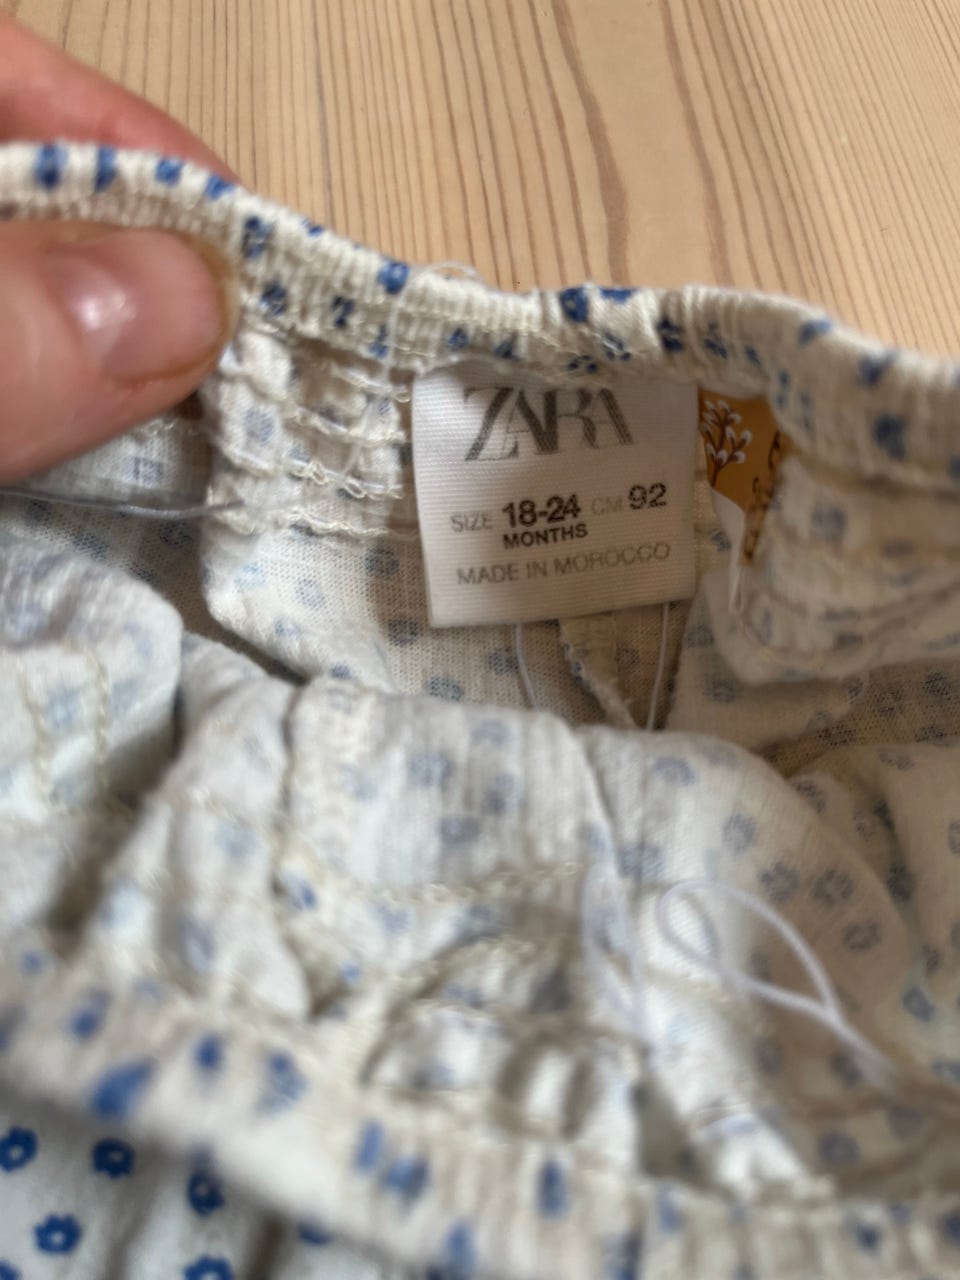 ZARA
SIZE 18-24 CM 92
MONTHS
MADE IN MOROCCO